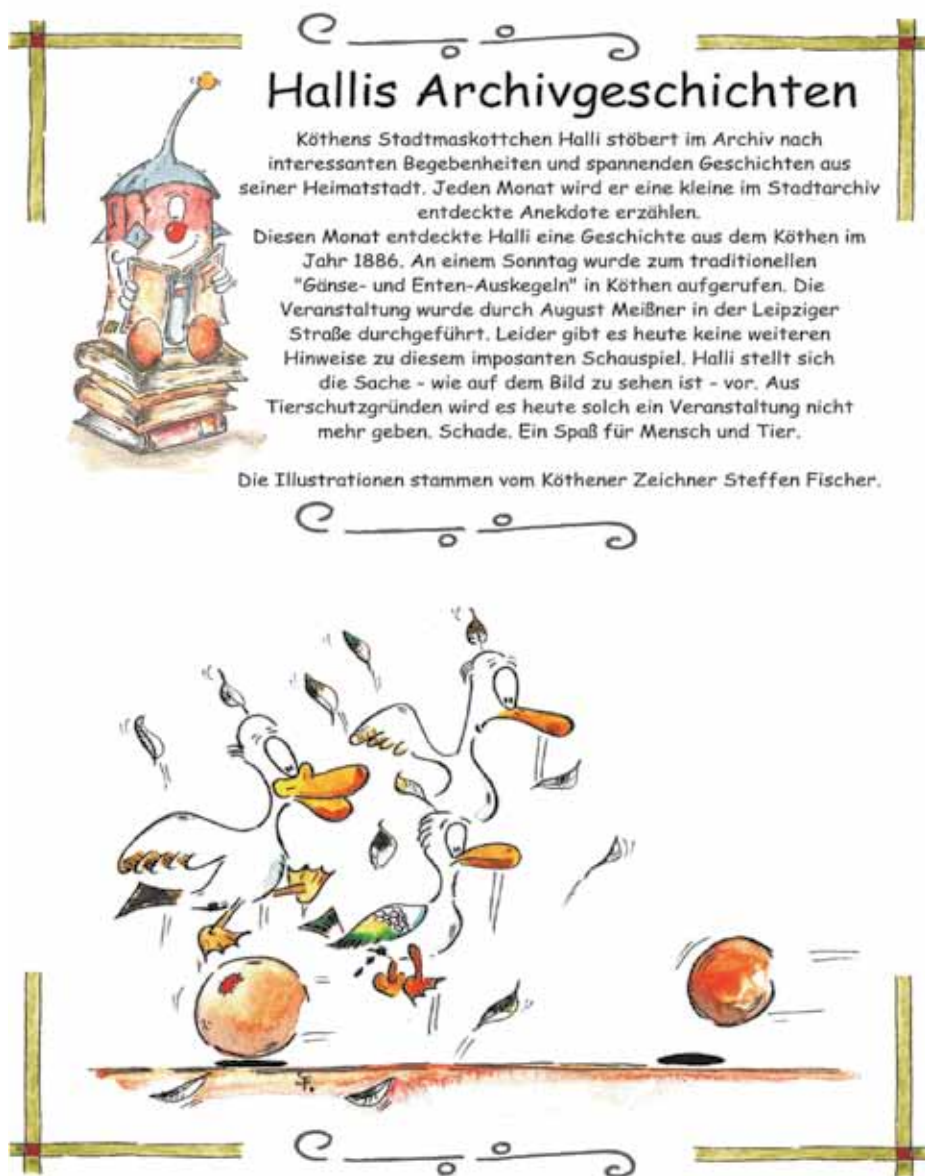 Hallis Archivgeschichten
Köthens Stadtmaskottchen Halli stöbert im Archiv nach
interessanten Begebenheiten und spannenden Geschichten aus
seiner Heimatstadt. Jeden Monat wird er eine kleine im Stadtarchiv
entdeckte Anekdote erzählen.
Diesen Monat entdeckte Halli eine Geschichte aus dem Köthen im
Jahr 1886. An einem Sonntag wurde zum traditionellen
"Gänse- und Enten-Auskegeln" in Köthen aufgerufen. Die
Veranstaltung wurde durch August Meißner in der Leipziger
Straße durchgeführt. Leider gibt es heute keine weiteren
Hinweise zu diesem imposanten Schauspiel. Halli stellt sich
die Sache - wie auf dem Bild zu sehen ist - vor. Aus
Tierschutzgründen wird es heute solch ein Veranstaltung nicht
mehr geben. Schade. Ein Spaß für Mensch und Tier.
Die Illustrationen stammen vom Köthener Zeichner Steffen Fischer.